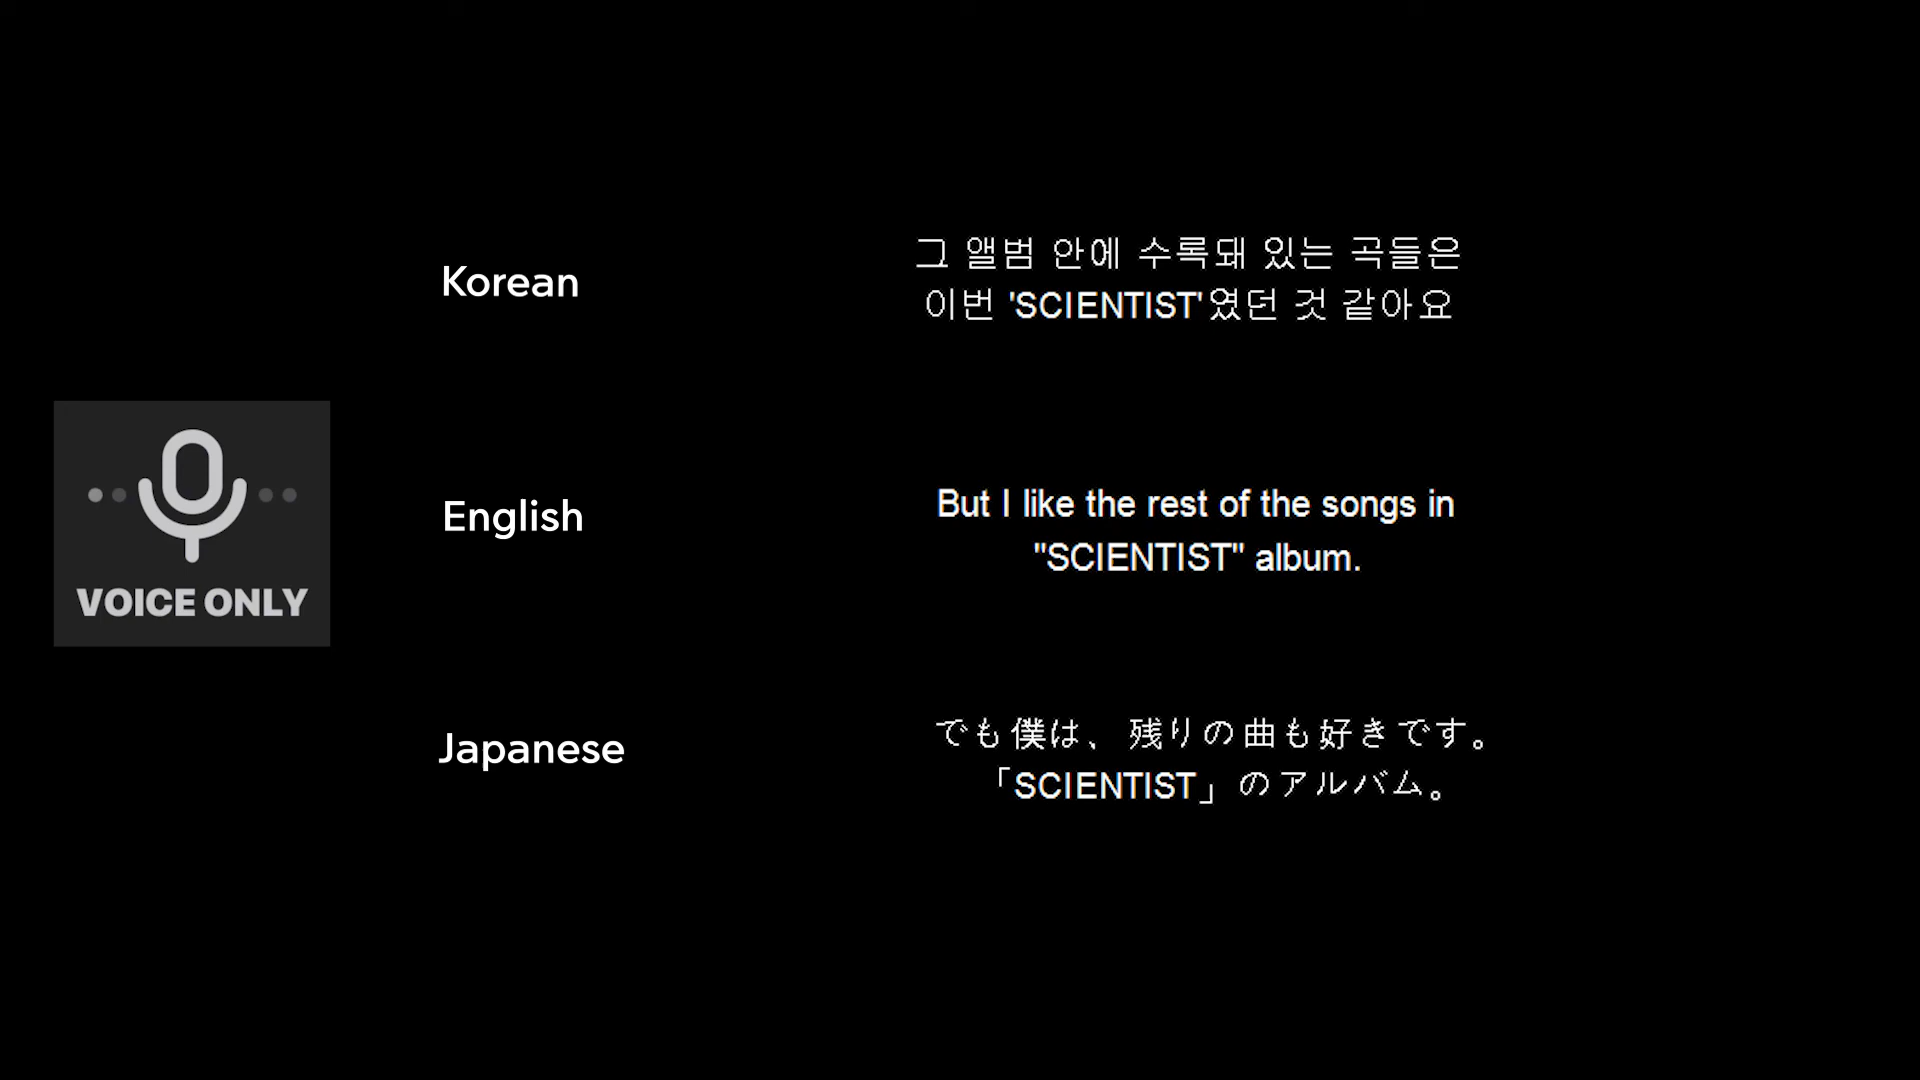 Korean
그 앨범 안에 수록돼 있는 곡들은
이번 'SCIENTIST'였던 것 같아요
VOICE ONLY
English
But I like the rest of the songs in
"SCIENTIST" album.
Japanese
でも僕は、残りの曲も好きです。
「SCIENTIST」のアルバム。